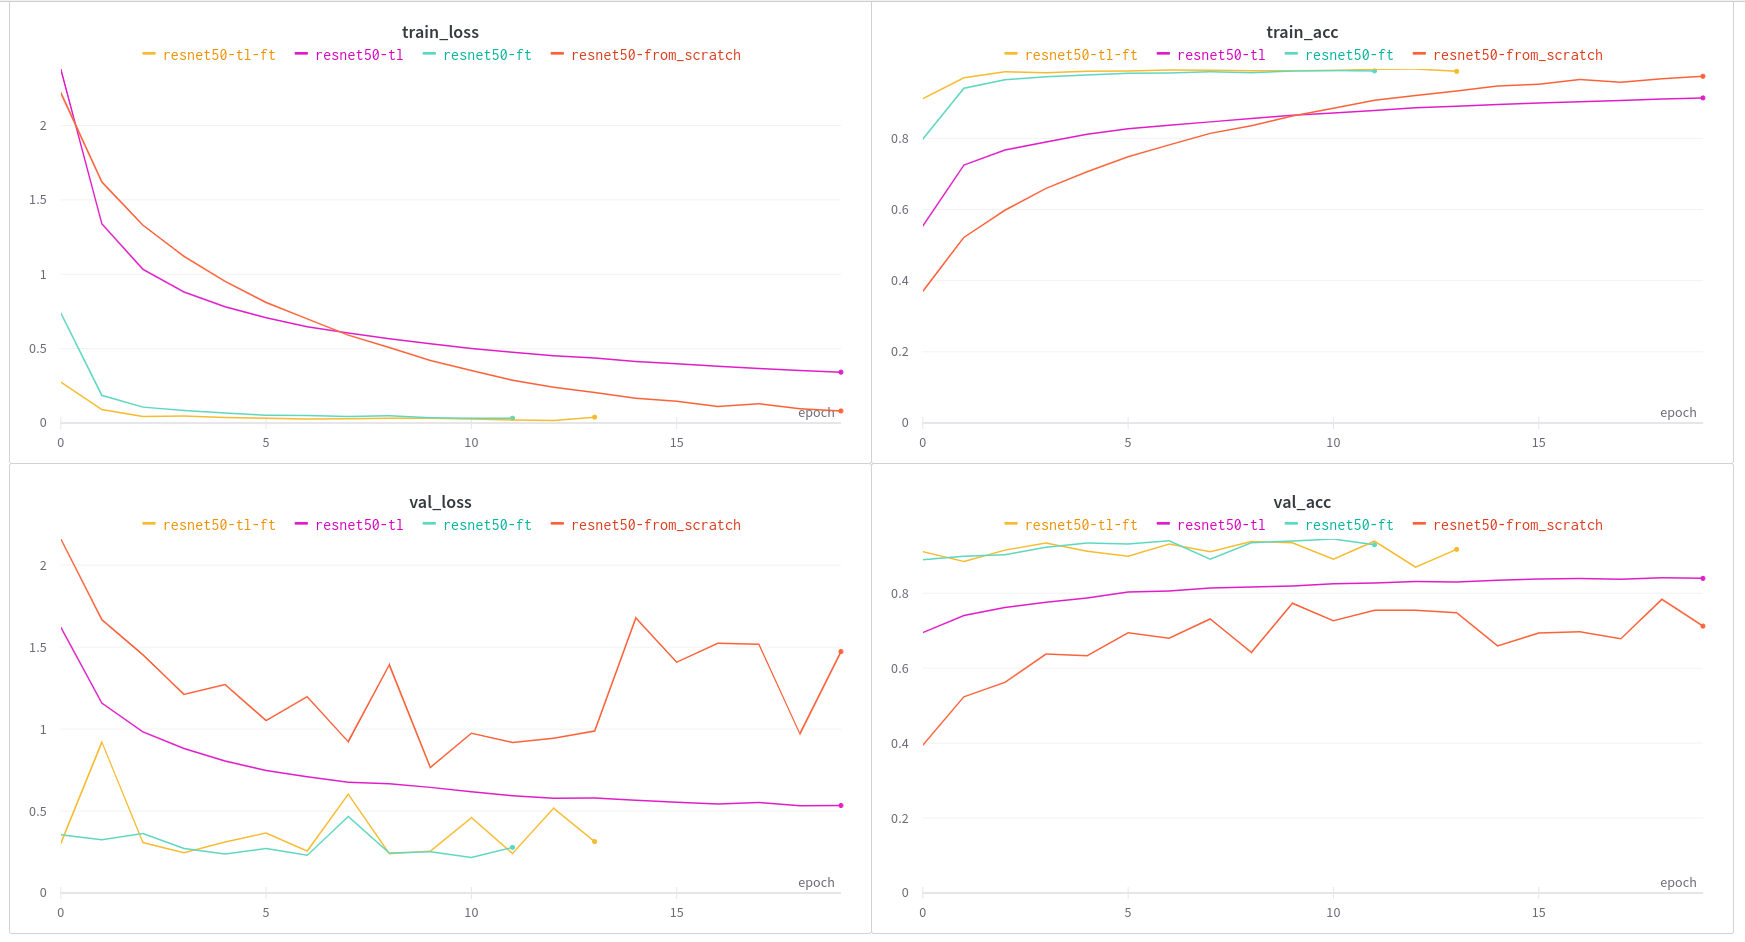 train_loss
resnet50-tl-ft resnet50-tl resnet50-ft resnet50-from_scratch
2
1.5
1
0.5
0
epoch
0 5 10 15
train_acc
resnet50-tl-ft resnet50-tl resnet50-ft resnet50-from_scratch
0.8
0.6
0.4
0.2
0
epoch
0 5 10 15
val_loss
resnet50-tl-ft resnet50-tl resnet50-ft resnet50-from_scratch
2
1.5
1
0.5
0
epoch
0 5 10 15
val_acc
resnet50-tl-ft resnet50-tl resnet50-ft resnet50-from_scratch
0.8
0.6
0.4
0.2
0
epoch
0 5 10 15